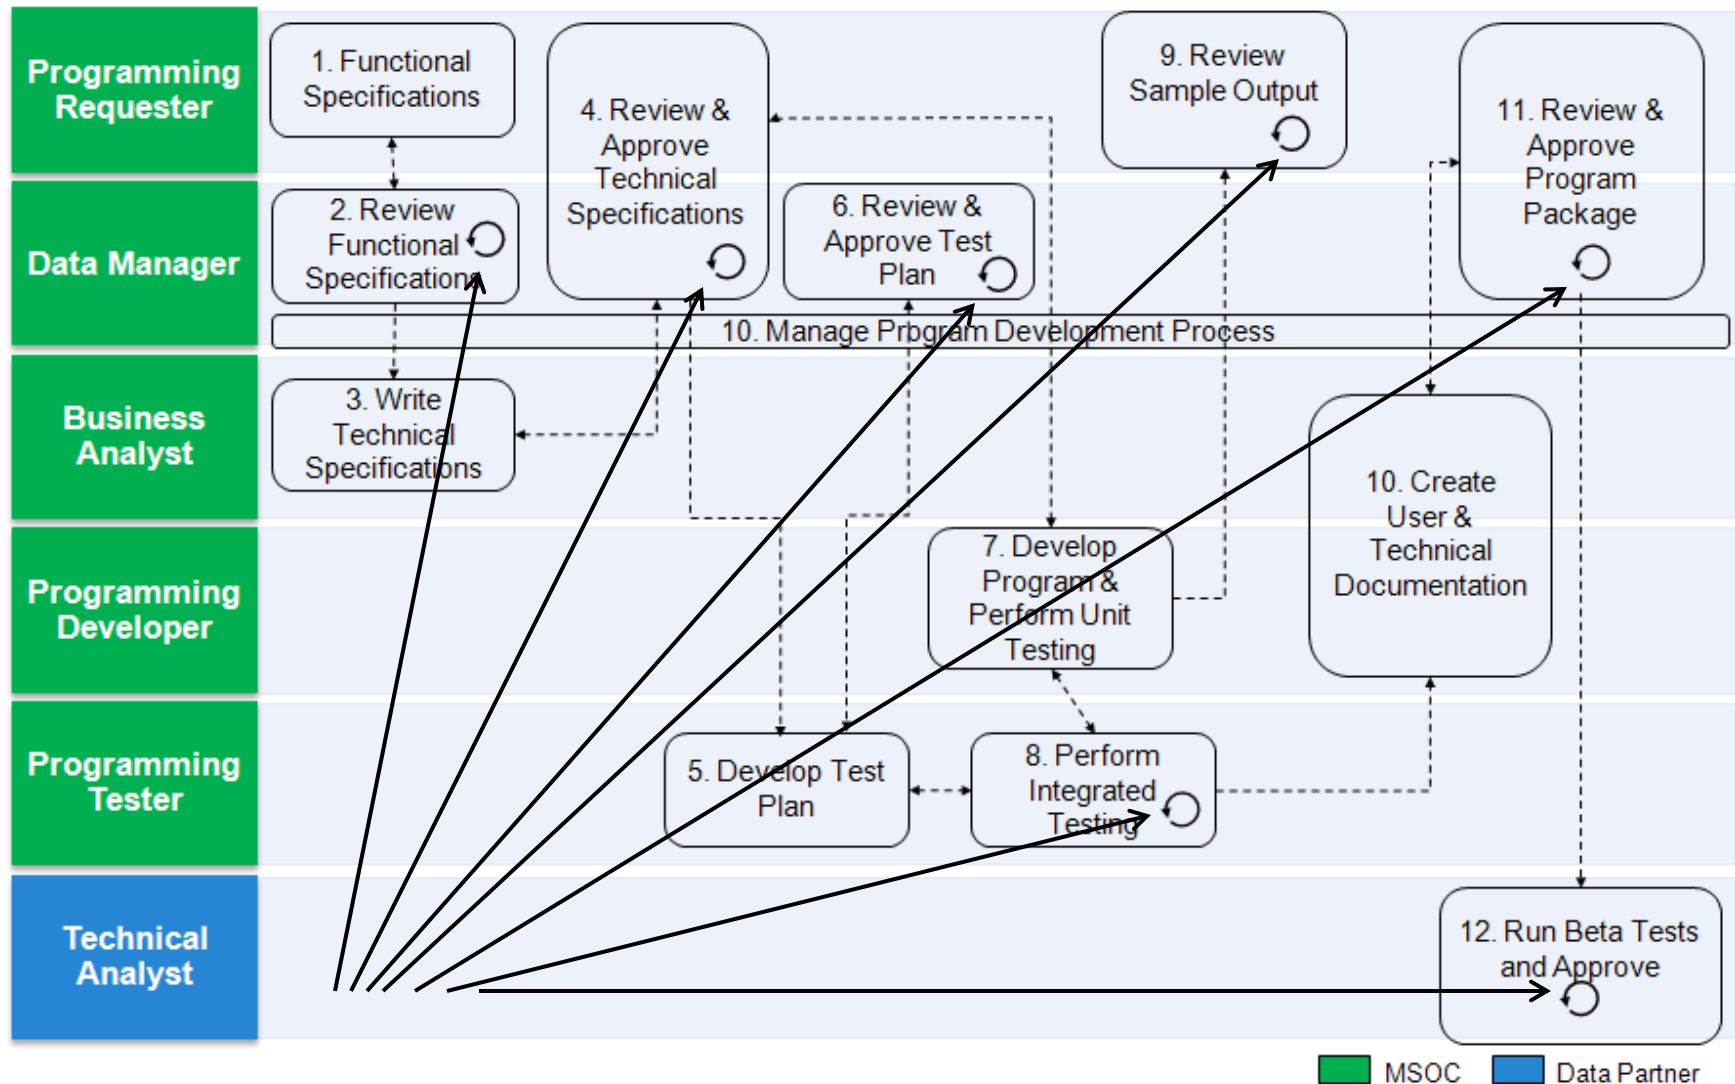 Programming
Requester
1. Functional
Specifications
4. Review &
Approve
Technical
Specifications
9. Review
Sample Output
11. Review &
Approve
Program
Package
Data Manager
2. Review
Functional
Specifications
6. Review &
Approve Test
Plan
10. Manage Program Development Process
Business
Analyst
3. Write
Technical
Specifications
10. Create
User &
Technical
Documentation
Programming
Developer
7. Develop
Program &
Perform Unit
Testing
Programming
Tester
5. Develop Test
Plan
8. Perform
Integrated
Testing
Technical
Analyst
12. Run Beta Tests
and Approve
MSOC
Data Partner